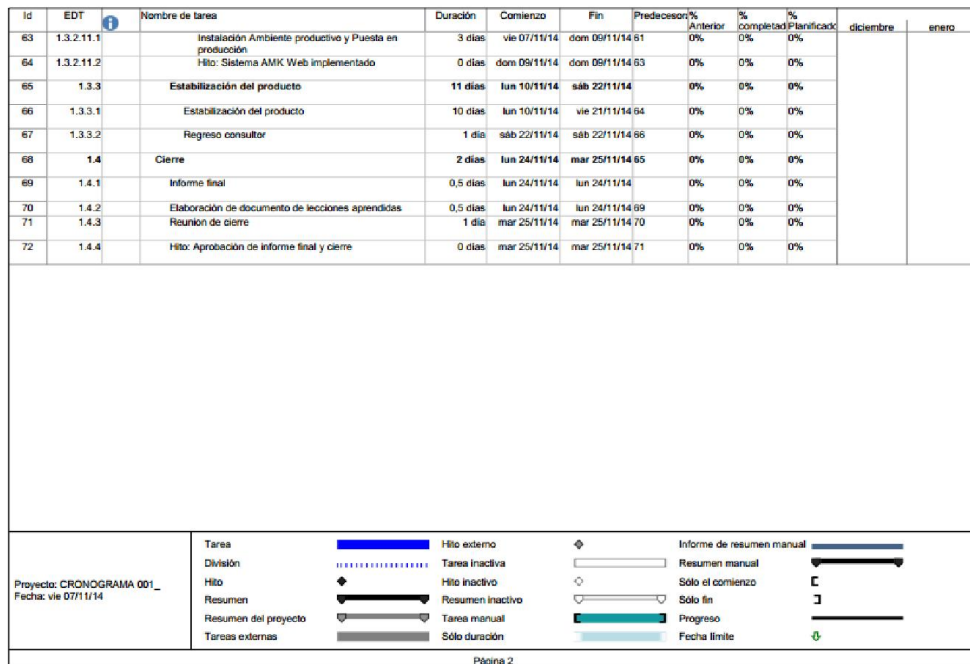 Id EDT Nombre de tarea Duración Comienzo Fin Predecesora % Anterior % completado % Planificado diciembre enero
63 1.3.2.11.1 Instalación Ambiente productivo y Puesta en 3 días vie 07/11/14 dom 09/11/14 61 0% 0% 0%
producción
64 1.3.2.11.2 Hito: Sistema AMK Web implementado 0 días dom 09/11/14 dom 09/11/14 63 0% 0% 0%
65 1.3.3 Estabilización del producto 11 días lun 10/11/14 sáb 22/11/14 0% 0% 0%
66 1.3.3.1 Estabilización del producto 10 días lun 10/11/14 vie 21/11/14 64 0% 0% 0%
67 1.3.3.2 Regreso consultor 1 día sáb 22/11/14 sáb 22/11/14 66 0% 0% 0%
68 1.4 Cierre 2 días lun 24/11/14 mar 25/11/14 65 0% 0% 0%
69 1.4.1 Informe final 0,5 días lun 24/11/14 lun 24/11/14 0% 0% 0%
70 1.4.2 Elaboración de documento de lecciones aprendidas 0,5 días lun 24/11/14 lun 24/11/14 69 0% 0% 0%
71 1.4.3 Reunion de cierre 1 día mar 25/11/14 mar 25/11/14 70 0% 0% 0%
72 1.4.4 Hito: Aprobación de informe final y cierre 0 días mar 25/11/14 mar 25/11/14 71 0% 0% 0%
Proyecto: CRONOGRAMA 001_
Fecha: vie 07/11/14
Tarea
División
Hito
Resumen
Resumen del proyecto
Tareas externas
Hito externo
Tarea inactiva
Hito inactivo
Resumen inactivo
Tarea manual
Sólo duración
Informe de resumen manual
Resumen manual
Sólo el comienzo
Sólo fin
Progreso
Fecha límite
Página 2